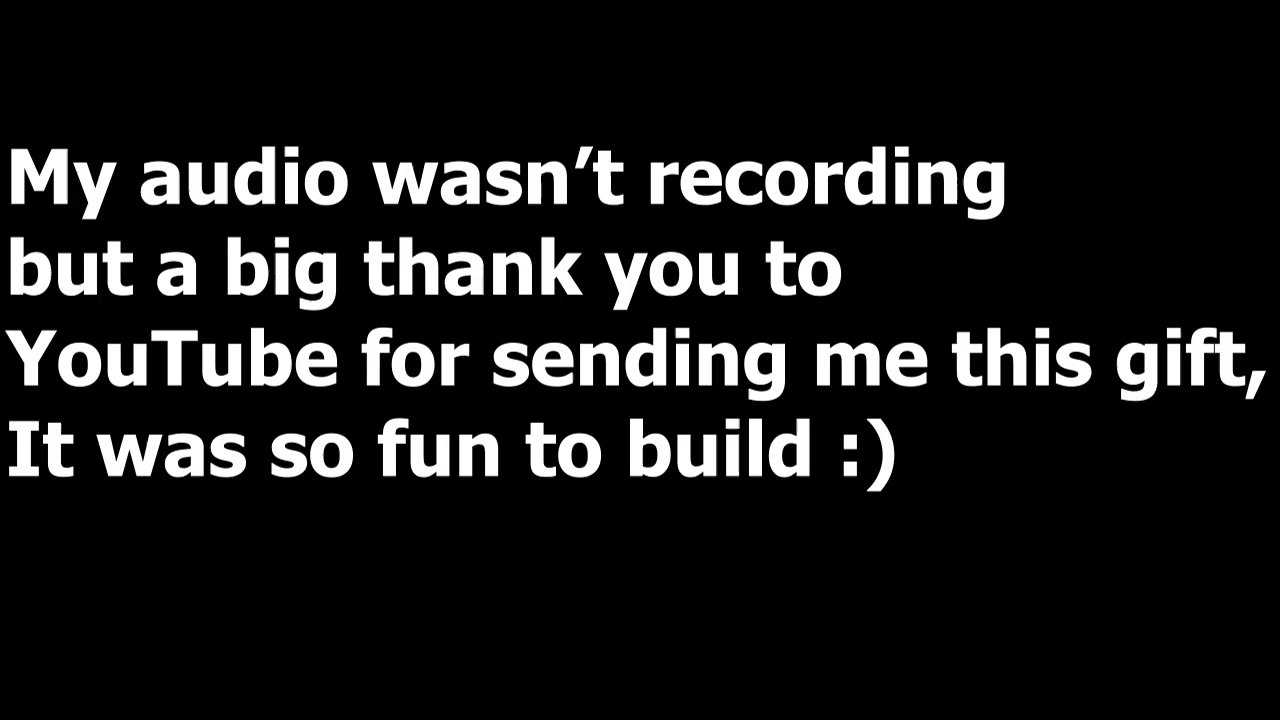 My audio wasn’t recording
but a big thank you to
YouTube for sending me this gift,
It was so fun to build :)